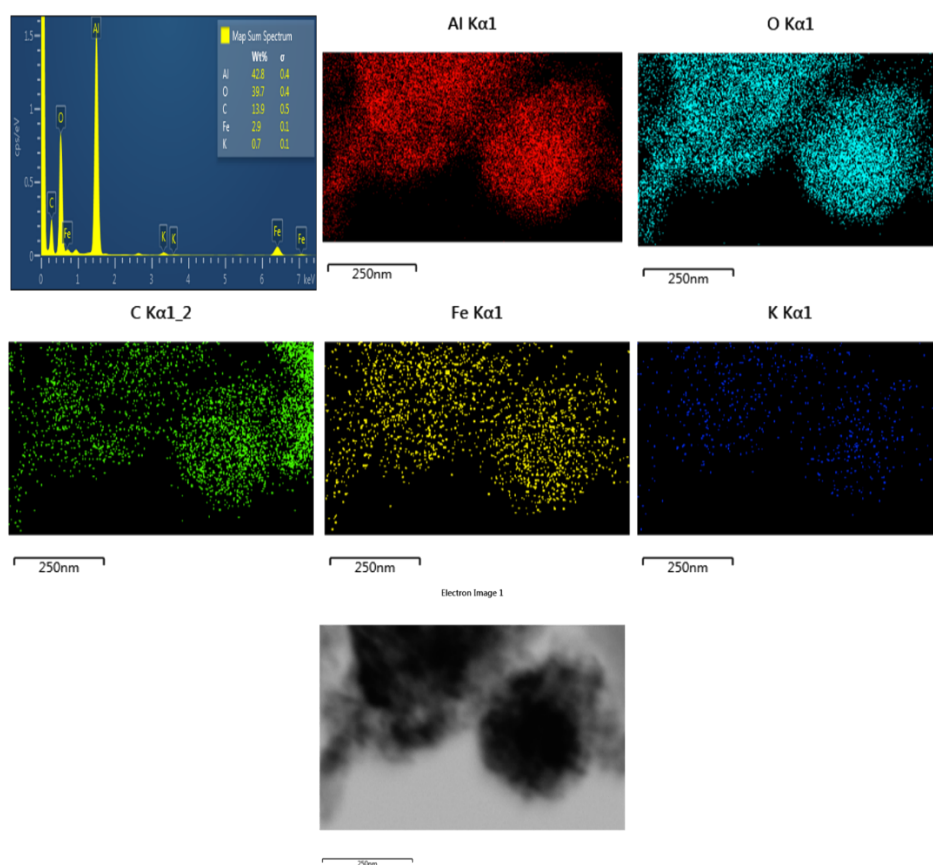 Map Sum Spectrum
Wt% σ
Al 42.8 0.4
O 39.7 0.4
C 13.9 0.5
Fe 2.9 0.1
K 0.7 0.1
cps/eV
1.5
1
0.5
0
Al
O
C
Fe
K
K
Fe
Fe
0 1 2 3 4 5 6 7 keV
Al Kα1
O Kα1
250nm
250nm
C Kα1_2
Fe Kα1
K Kα1
250nm
250nm
250nm
Electron Image 1
250nm